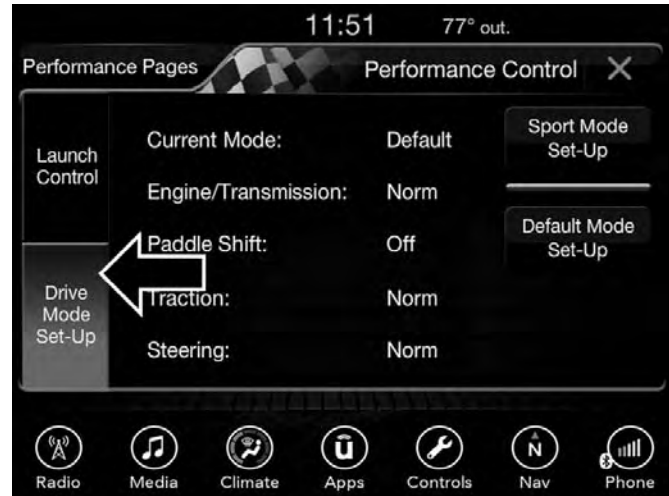 11:51 77° out.
Performance Pages Performance Control
Launch
Control
Drive
Mode
Set-Up
Current Mode: Default
Engine/Transmission: Norm
Paddle Shift: Off
Traction: Norm
Steering: Norm
Sport Mode
Set-Up
Default Mode
Set-Up
Radio Media Climate Apps Controls Nav Phone